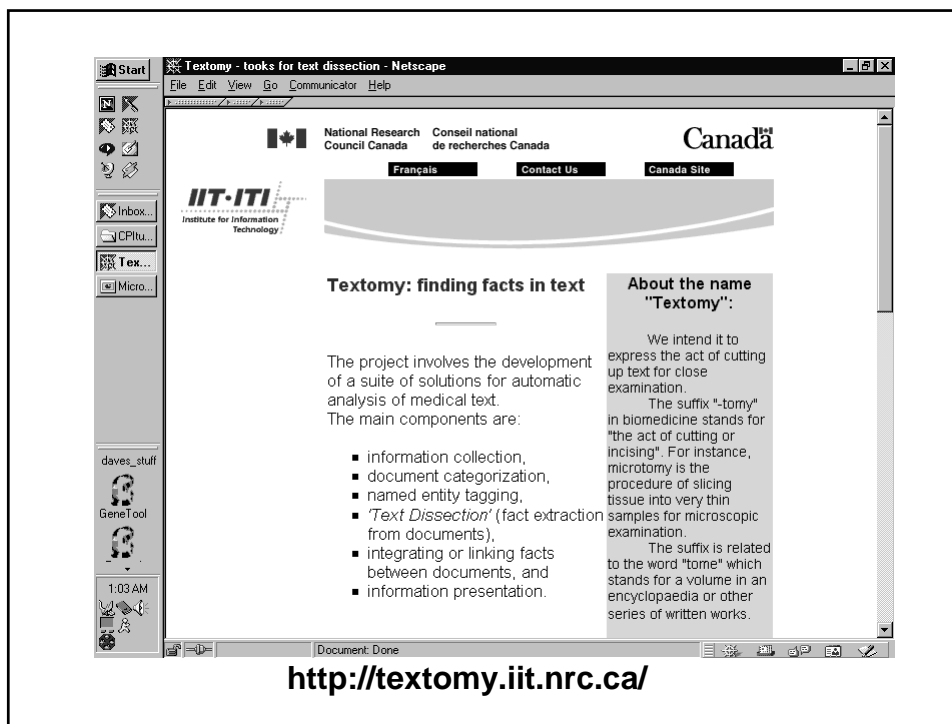 Start
Textomy - tooks for text dissection - Netscape
File Edit View Go Communicator Help
National Research Council Canada
Conseil national de recherches Canada
Canada
Français
Contact Us
Canada Site
IIT·ITI
Institute for Information
Technology
Inbox...
CPItu...
Tex...
Micro...
Textomy: finding facts in text
The project involves the development
of a suite of solutions for automatic
analysis of medical text.
The main components are:
information collection,
document categorization,
named entity tagging,
'Text Dissection' (fact extraction
from documents),
integrating or linking facts
between documents, and
information presentation.
About the name
"Textomy":
We intend it to
express the act of cutting
up text for close
examination.
The suffix "-tomy"
in biomedicine stands for
"the act of cutting or
incising". For instance,
microtomy is the
procedure of slicing
tissue into very thin
samples for microscopic
examination.
The suffix is related
to the word "tome" which
stands for a volume in an
encyclopaedia or other
series of written works.
daves_stuff
GeneTool
1:03 AM
Document: Done
http://textomy.iit.nrc.ca/